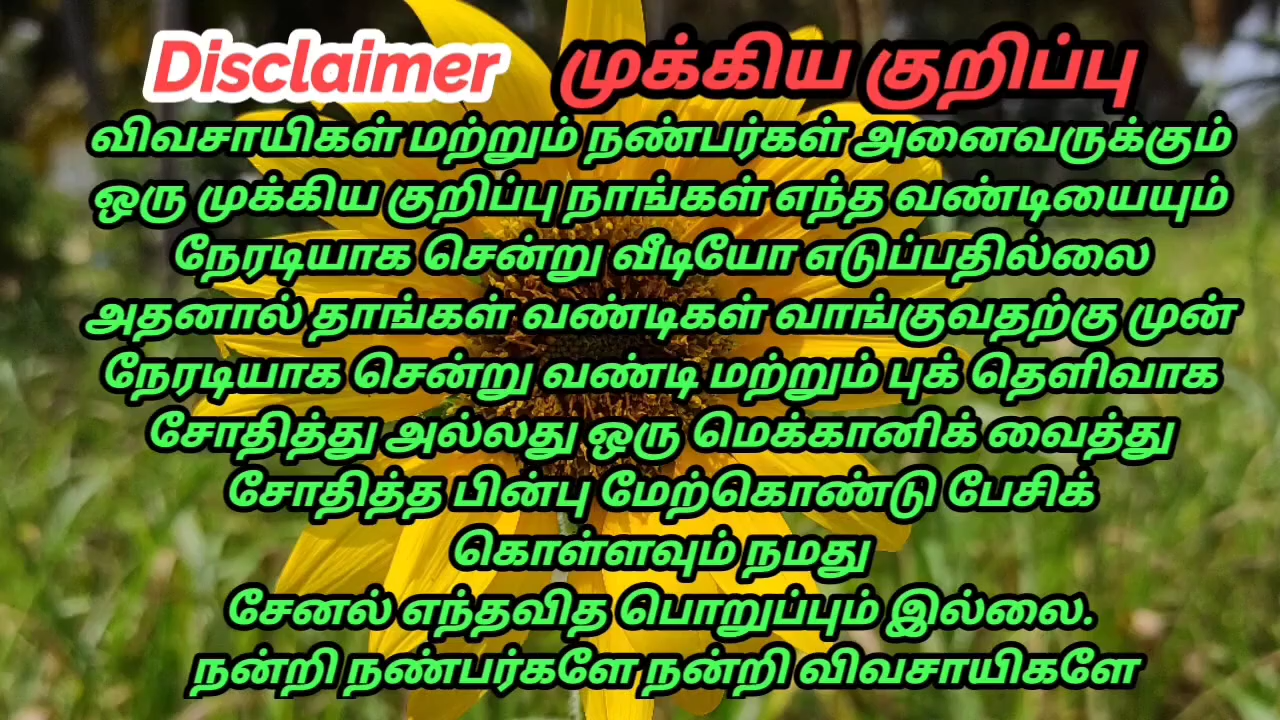 Disclaimer முக்கிய குறிப்பு
விவசாயிகள் மற்றும் நண்பர்கள் அனைவருக்கும்
ஒரு முக்கிய குறிப்பு நாங்கள் எந்த வண்டியையும்
நேரடியாக சென்று வீடியோ எடுப்பதில்லை
அதனால் தாங்கள் வண்டிகள் வாங்குவதற்கு முன்
நேரடியாக சென்று வண்டி மற்றும் புக் தெளிவாக
சோதித்து அல்லது ஒரு மெக்கானிக் வைத்து
சோதித்த பின்பு மேற்கொண்டு பேசிக்
கொள்ளவும் நமது
சேனல் எந்தவித பொறுப்பும் இல்லை.
நன்றி நண்பர்களே நன்றி விவசாயிகளே